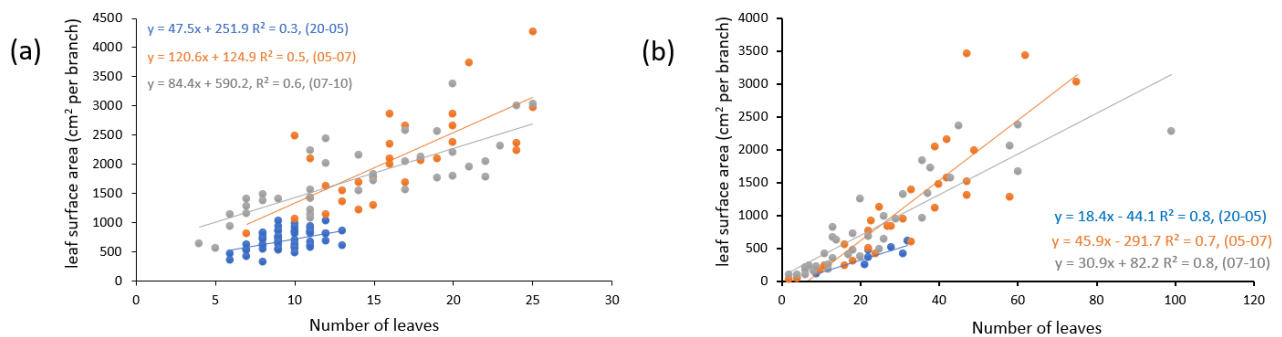 (a)
leaf surface area (cm² per branch)
4500
4000
3500
3000
2500
2000
1500
1000
500
0
y = 47.5x + 251.9 R² = 0.3, (20-05)
y = 120.6x + 124.9 R² = 0.5, (05-07)
y = 84.4x + 590.2, R² = 0.6, (07-10)
0 5 10 15 20 25 30
Number of leaves
(b)
leaf surface area (cm² per branch)
4000
3500
3000
2500
2000
1500
1000
500
0
y = 18.4x - 44.1 R² = 0.8, (20-05)
y = 45.9x - 291.7 R² = 0.7, (05-07)
y = 30.9x + 82.2 R² = 0.8, (07-10)
0 20 40 60 80 100 120
Number of leaves